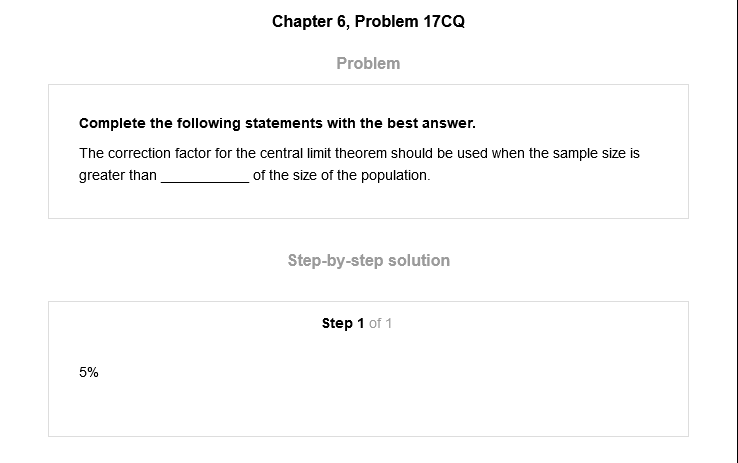 Chapter 6, Problem 17CQ
Problem
Complete the following statements with the best answer.
The correction factor for the central limit theorem should be used when the sample size is
greater than ____________ of the size of the population.
Step-by-step solution
Step 1 of 1
5%